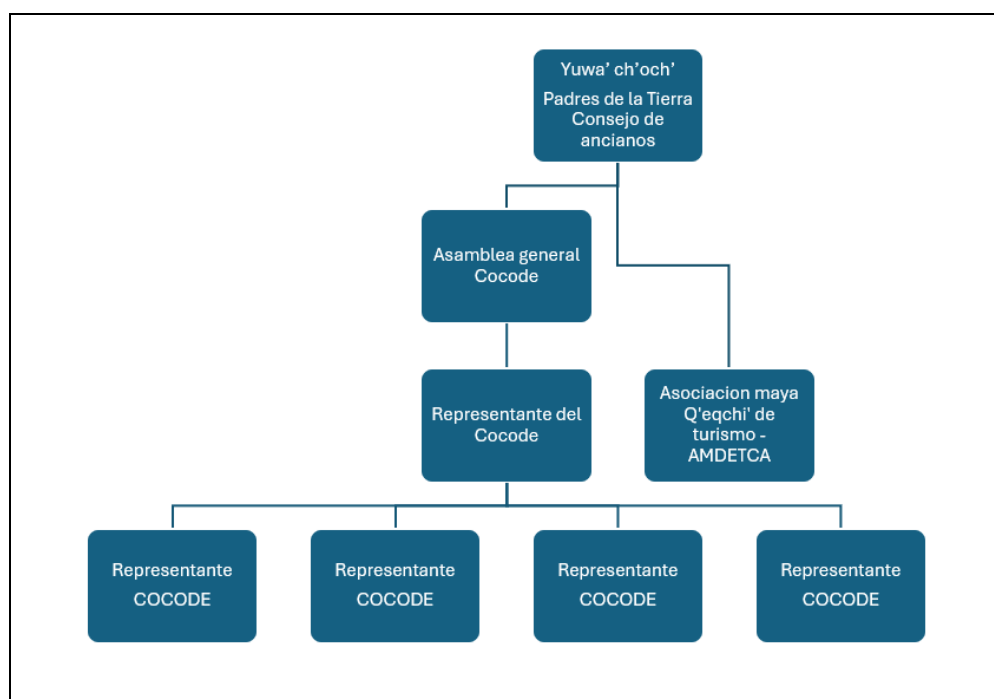 Yuwa’ ch’och’
Padres de la Tierra
Consejo de
ancianos
Asamblea general
Cocode
Representante del
Cocode
Asociacion maya
Q'eqchi' de
turismo -
AMDETCA
Representante
COCODE
Representante
COCODE
Representante
COCODE
Representante
COCODE